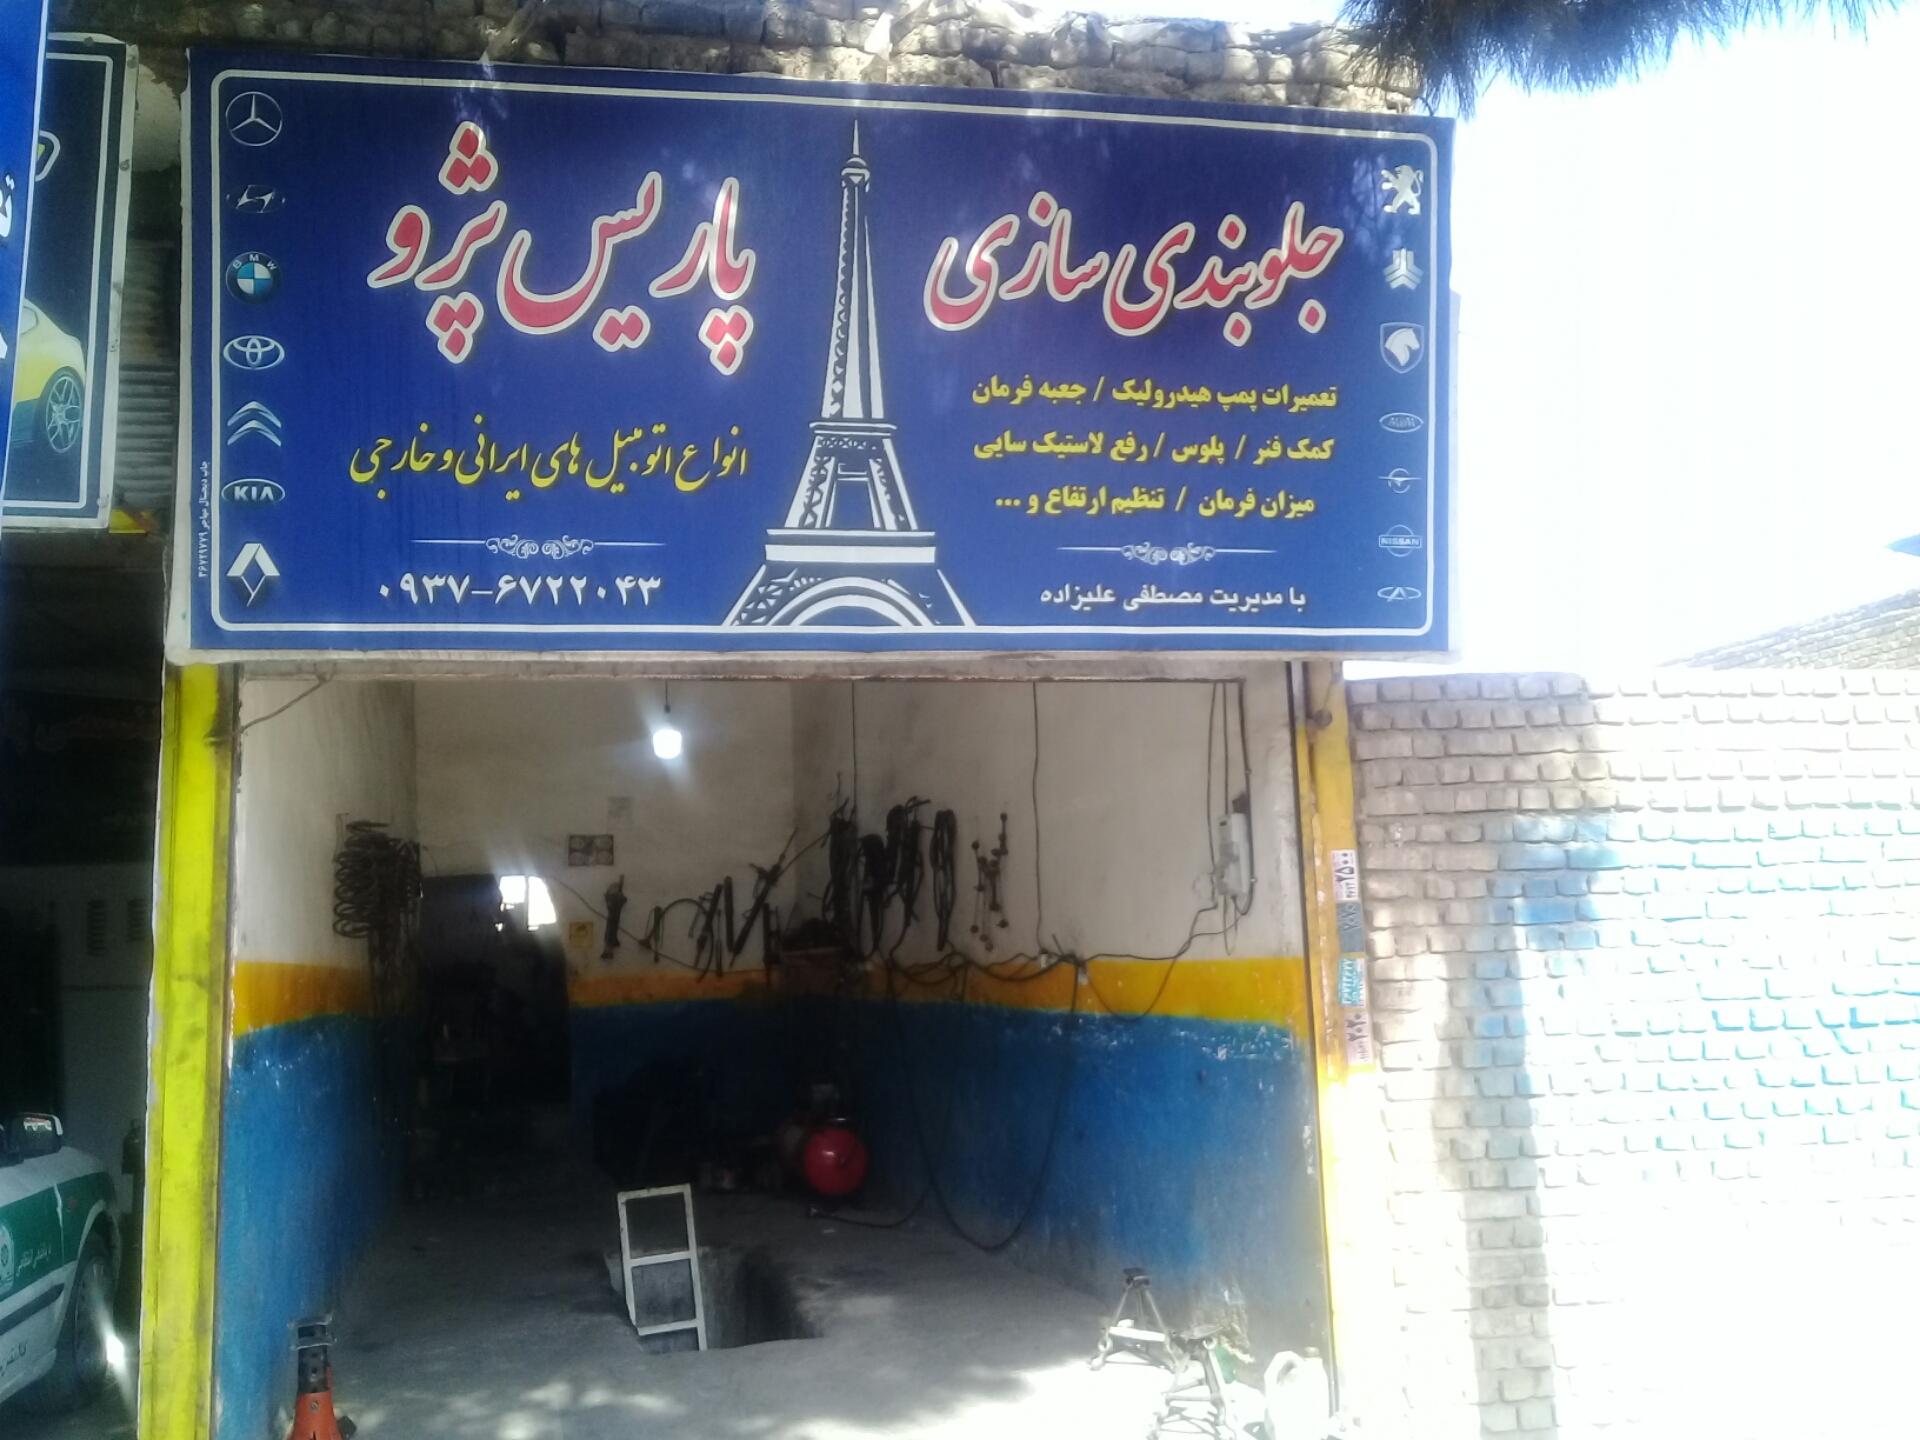 جلوبندی سازی
پاریس پژو
تعمیرات پمپ هیدرولیک / جعبه فرمان
کمک فنر / پلوس / رفع لاستیک سایی
میزان فرمان / تنظیم ارتفاع و ...
با مدیریت مصطفی علیزاده
انواع اتومبیل های ایرانی و خارجی
۰۹۳۷-۶۷۲۲۰۴۳
BMW
KIA
NISSAN